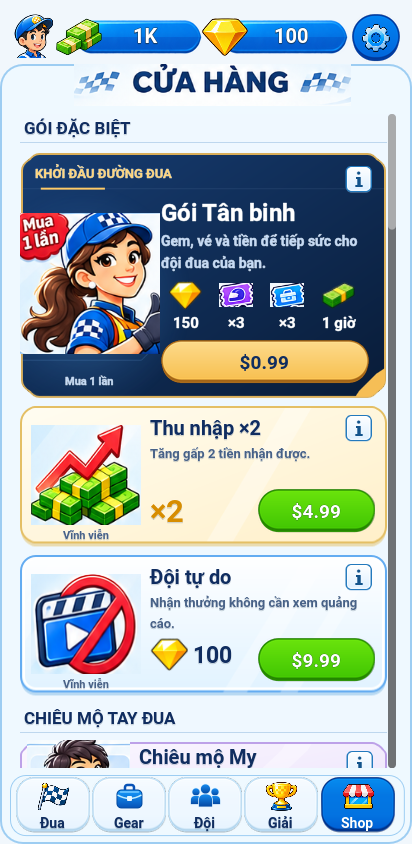 1K
100
CỬA HÀNG
GÓI ĐẶC BIỆT
KHỞI ĐẦU ĐƯỜNG ĐUA
i
Mua
1 lần
Gói Tân binh
Gem, vé và tiền để tiếp sức cho
đội đua của bạn.
150
×3
×3
1 giờ
Mua 1 lần
$0.99
Thu nhập ×2
i
Tăng gấp 2 tiền nhận được.
×2
$4.99
Vĩnh viễn
Đội tự do
i
Nhận thưởng không cần xem quảng
cáo.
100
$9.99
Vĩnh viễn
CHIÊU MỘ TAY ĐUA
Chiêu mộ My
i
Đua
Gear
Đội
Giải
Shop